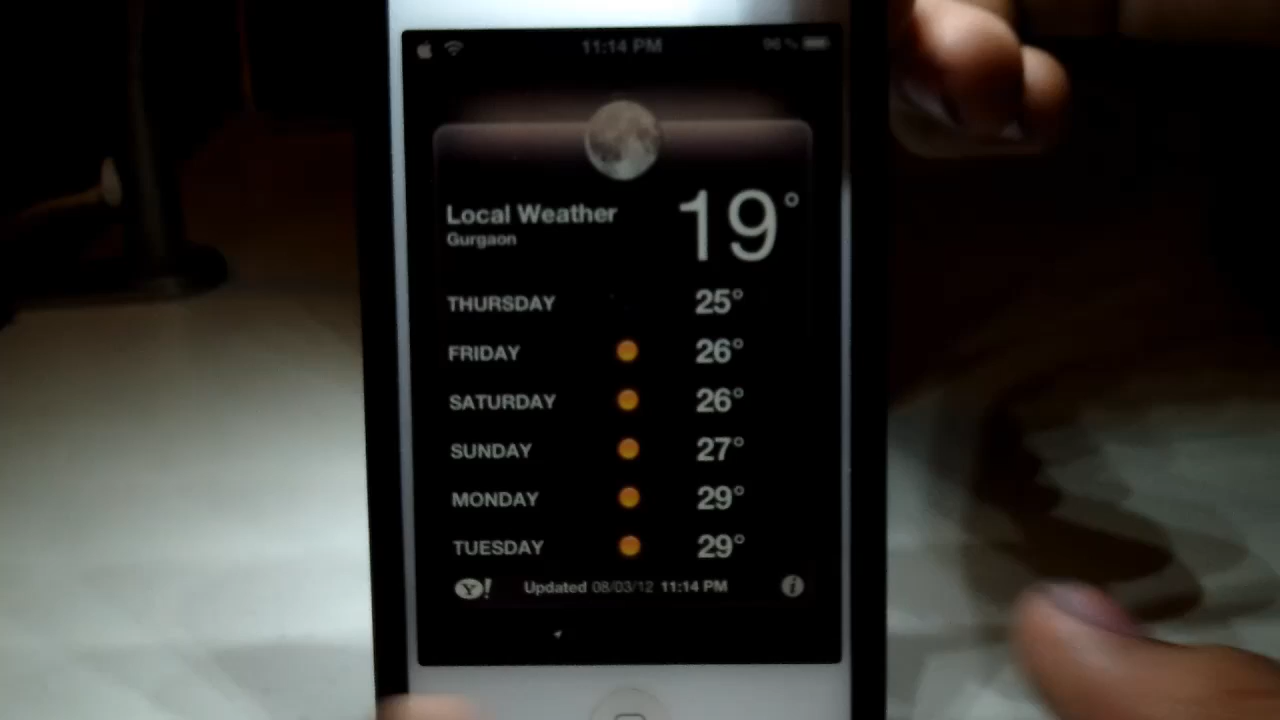 11:14 PM 96 %
Local Weather 19°
Gurgaon
THURSDAY 25°
FRIDAY 26°
SATURDAY 26°
SUNDAY 27°
MONDAY 29°
TUESDAY 29°
Y! Updated 08/03/12 11:14 PM i